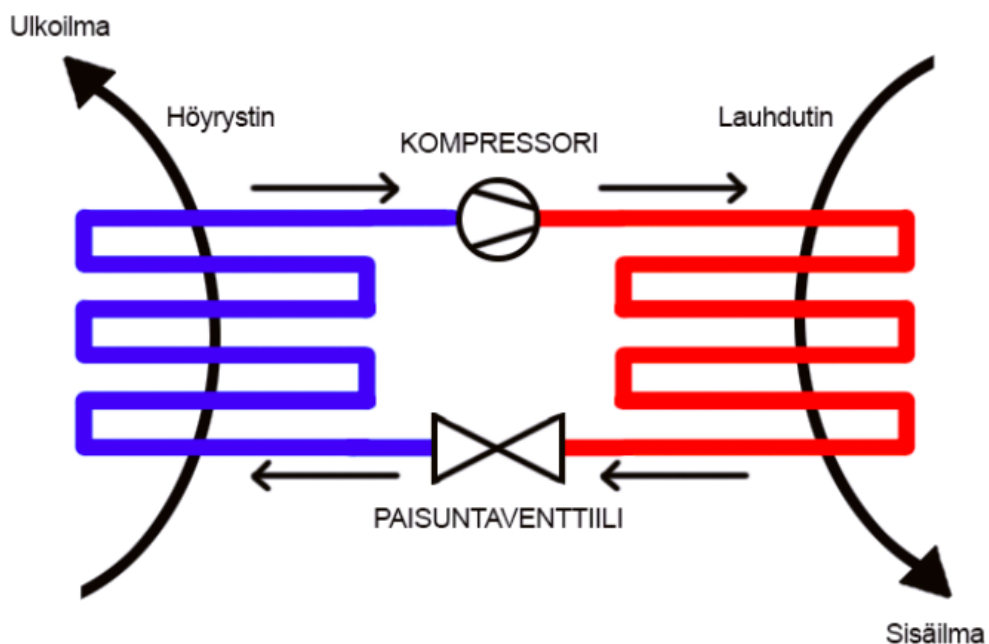 Ulkoilma
Höyrystin
Lauhdutin
KOMPRESSORI
PAISUNTAVENTTIILI
Sisäilma